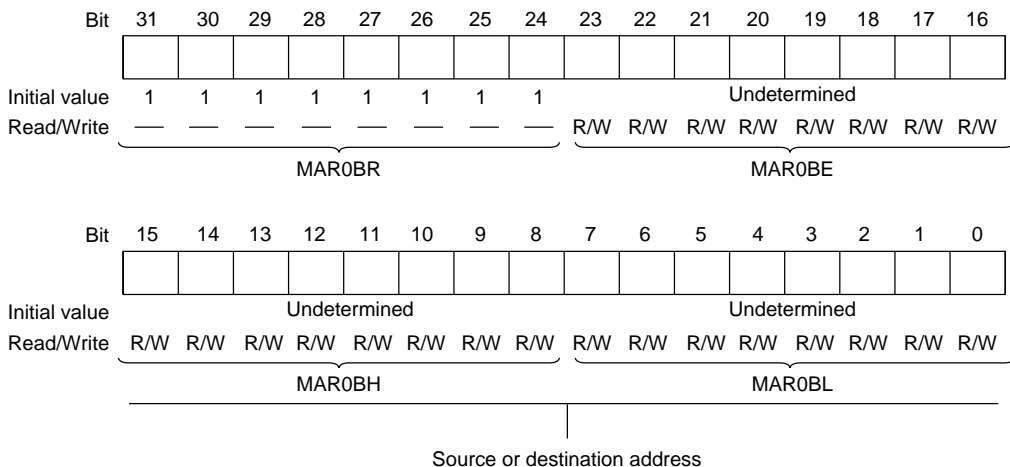 Bit 31 30 29 28 27 26 25 24 23 22 21 20 19 18 17 16
Initial value 1 1 1 1 1 1 1 1 Undetermined
Read/Write — — — — — — — — R/W R/W R/W R/W R/W R/W R/W R/W
MAR0BR MAR0BE
Bit 15 14 13 12 11 10 9 8 7 6 5 4 3 2 1 0
Initial value Undetermined Undetermined
Read/Write R/W R/W R/W R/W R/W R/W R/W R/W R/W R/W R/W R/W R/W R/W R/W R/W
MAR0BH MAR0BL
Source or destination address